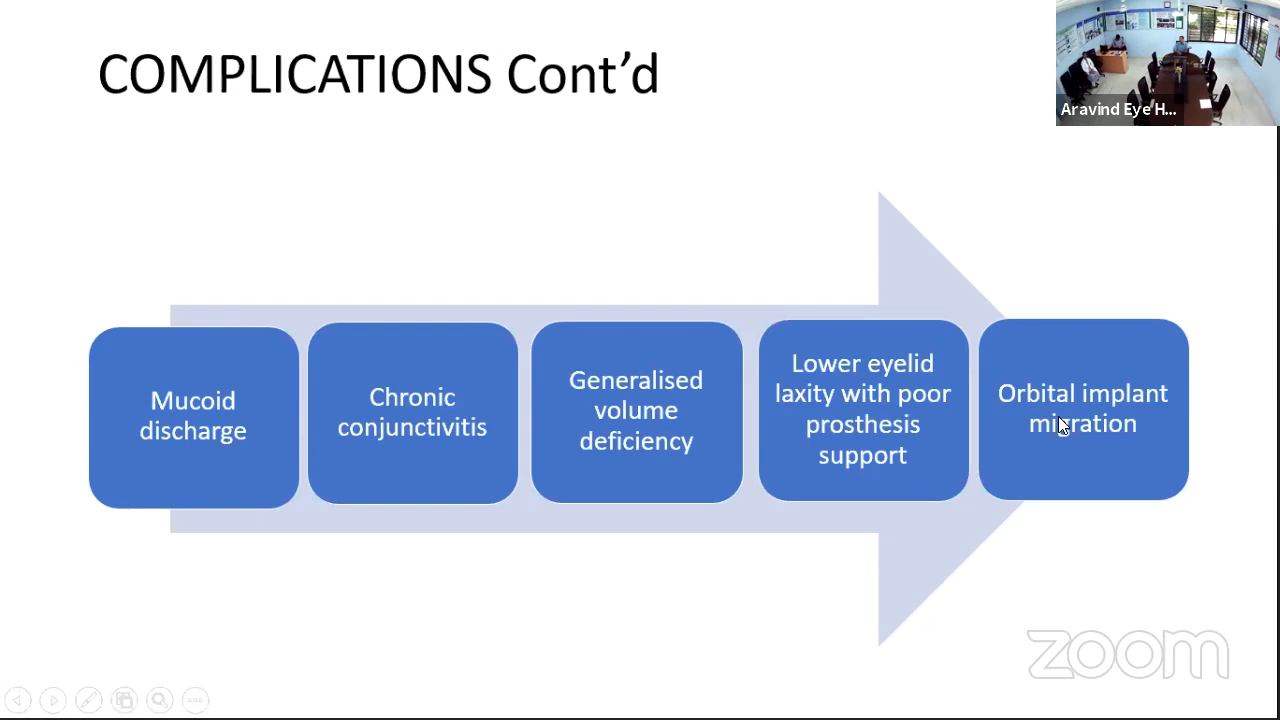 COMPLICATIONS Cont’d
Aravind Eye H...
Mucoid
discharge
Chronic
conjunctivitis
Generalised
volume
deficiency
Lower eyelid
laxity with poor
prosthesis
support
Orbital implant
migration
zoom